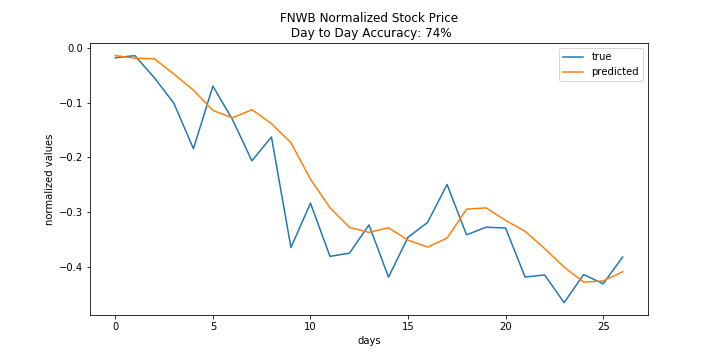 FNWB Normalized Stock Price
Day to Day Accuracy: 74%
true
predicted
normalized values
0.0
−0.1
−0.2
−0.3
−0.4
0
5
10
15
20
25
days